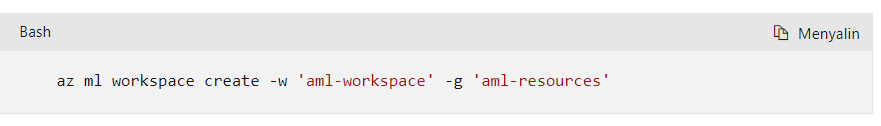 Bash
Menyalin
az ml workspace create -w 'aml-workspace' -g 'aml-resources'